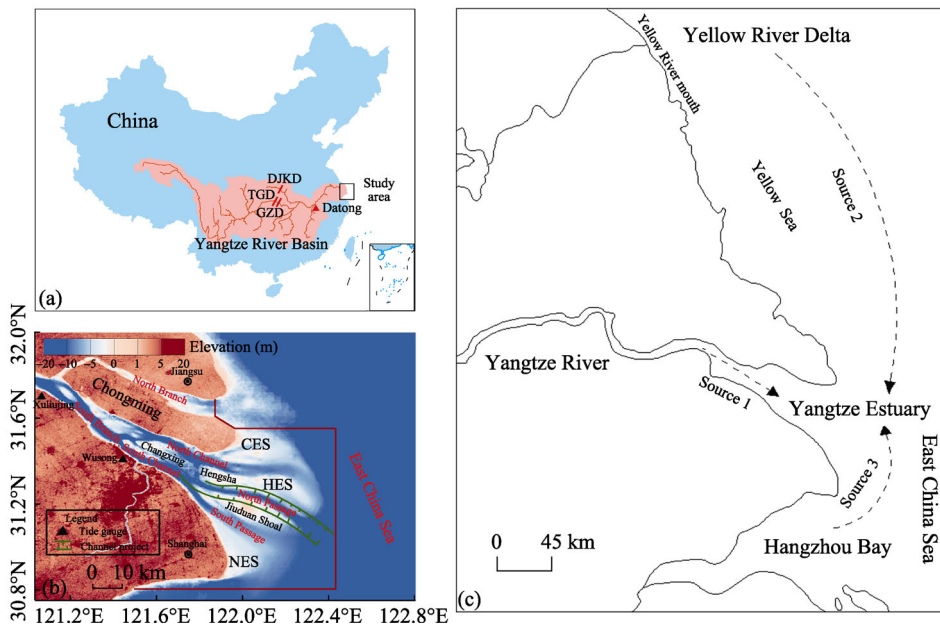 China
DJKD
TGD
GZD
Study
area
Datong
Yangtze River Basin
(a)
32.0°N
31.6°N
31.2°N
30.8°N
Elevation (m)
-20 -10 -5 0 1 5 20
Jiangsu
North Branch
Chongming
Xuliujing
South Branch
North Channel
CES
Changxing
South Channel
Wusong
Hengsha
HES
North Passage
Jiuduan Shoal
South Passage
East China Sea
Legend
Tide gauge
Channel project
Shanghai
NES
0 10 km
(b)
121.2°E 121.6°E 122.0°E 122.4°E 122.8°E
Yellow River Delta
Yellow River mouth
Yellow Sea
Source 2
Yangtze River
Source 1
Yangtze Estuary
East China Sea
Source 3
Hangzhou Bay
0 45 km
(c)